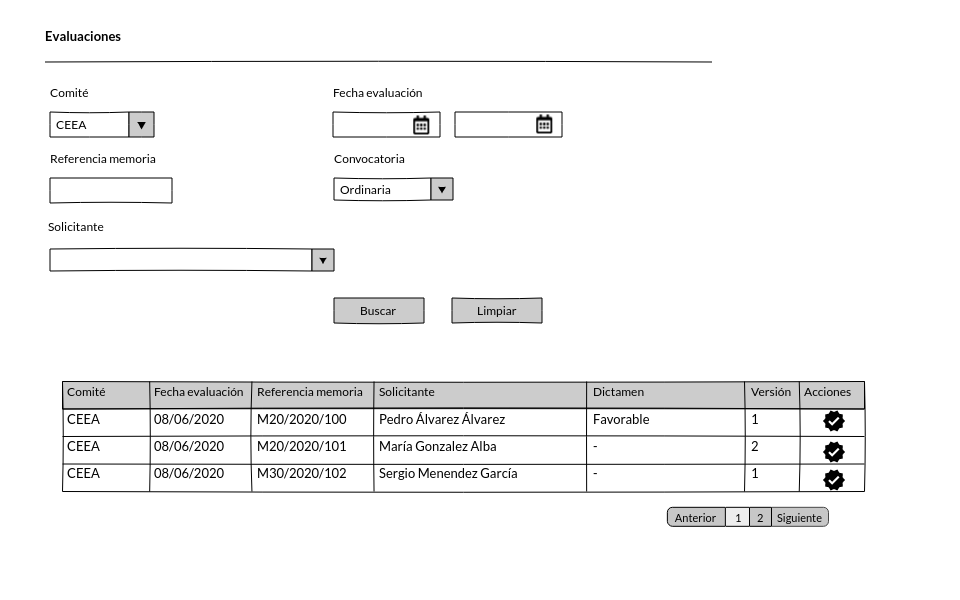 Evaluaciones
Comité Fecha evaluación
CEEA
Referencia memoria Convocatoria
Ordinaria
Solicitante
Buscar Limpiar
Comité Fecha evaluación Referencia memoria Solicitante Dictamen Versión Acciones
CEEA 08/06/2020 M20/2020/100 Pedro Álvarez Álvarez Favorable 1
CEEA 08/06/2020 M20/2020/101 María Gonzalez Alba - 2
CEEA 08/06/2020 M30/2020/102 Sergio Menendez García - 1
Anterior 1 2 Siguiente